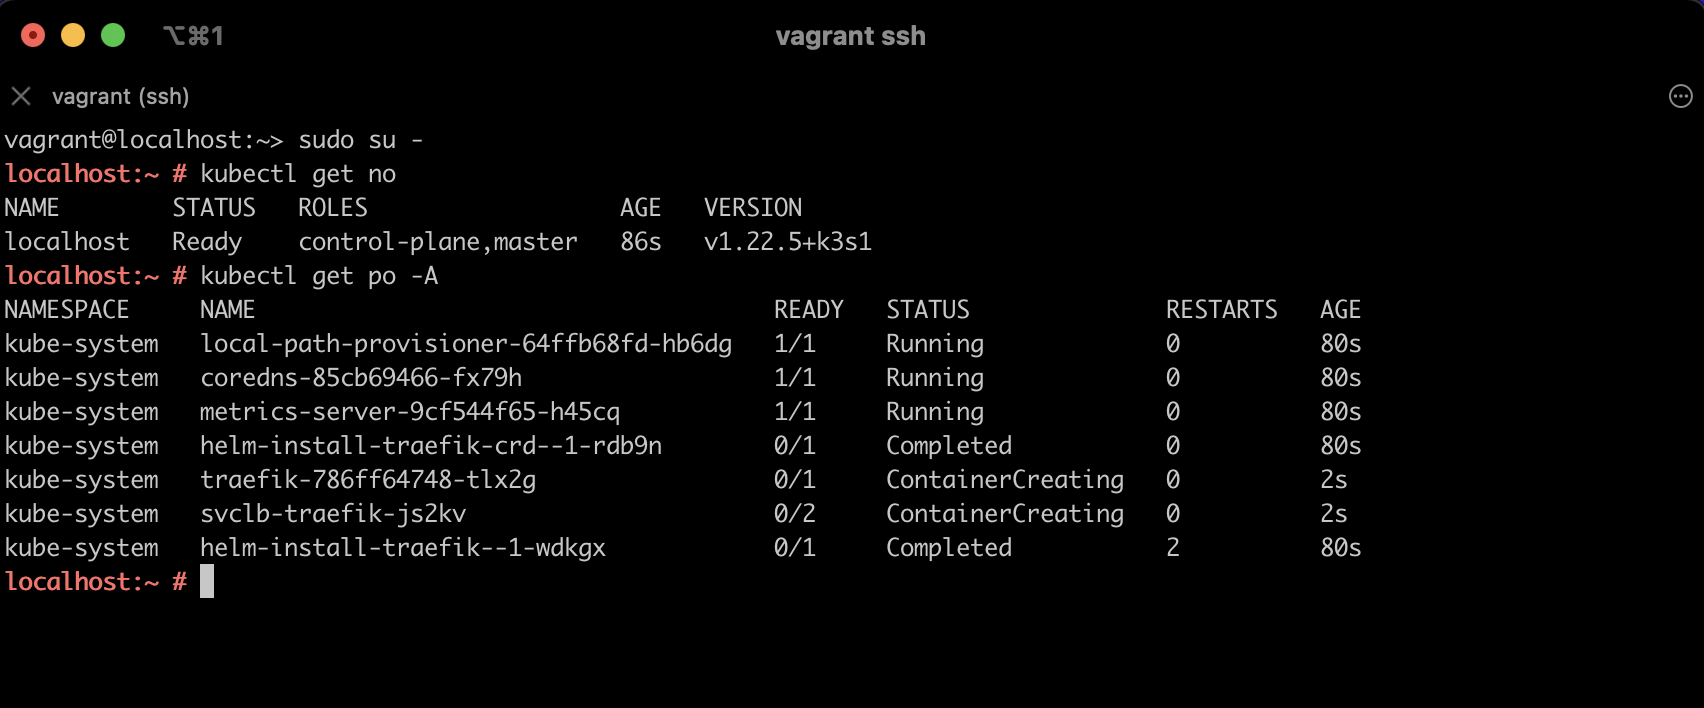 ⌥⌘1 vagrant ssh
vagrant (ssh)
vagrant@localhost:~> sudo su -
localhost:~ # kubectl get no
NAME STATUS ROLES AGE VERSION
localhost Ready control-plane,master 86s v1.22.5+k3s1
localhost:~ # kubectl get po -A
NAMESPACE NAME READY STATUS RESTARTS AGE
kube-system local-path-provisioner-64ffb68fd-hb6dg 1/1 Running 0 80s
kube-system coredns-85cb69466-fx79h 1/1 Running 0 80s
kube-system metrics-server-9cf544f65-h45cq 1/1 Running 0 80s
kube-system helm-install-traefik-crd--1-rdb9n 0/1 Completed 0 80s
kube-system traefik-786ff64748-tlx2g 0/1 ContainerCreating 0 2s
kube-system svclb-traefik-js2kv 0/2 ContainerCreating 0 2s
kube-system helm-install-traefik--1-wdkgx 0/1 Completed 2 80s
localhost:~ #